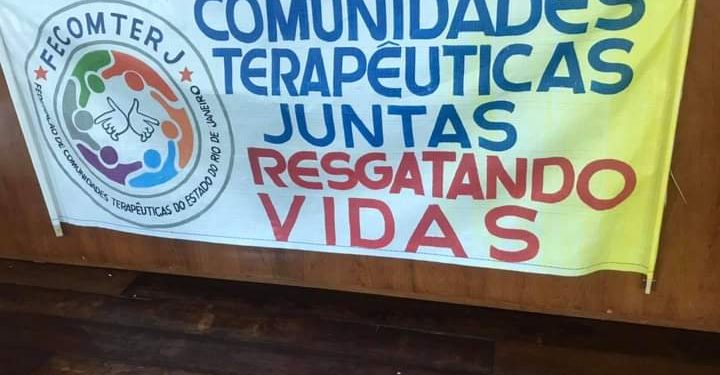 FECOMTERJ
FEDERAÇÃO DE COMUNIDADES TERAPÊUTICAS DO ESTADO DO RIO DE JANEIRO
COMUNIDADES
TERAPÊUTICAS
JUNTAS
RESGATANDO
VIDAS